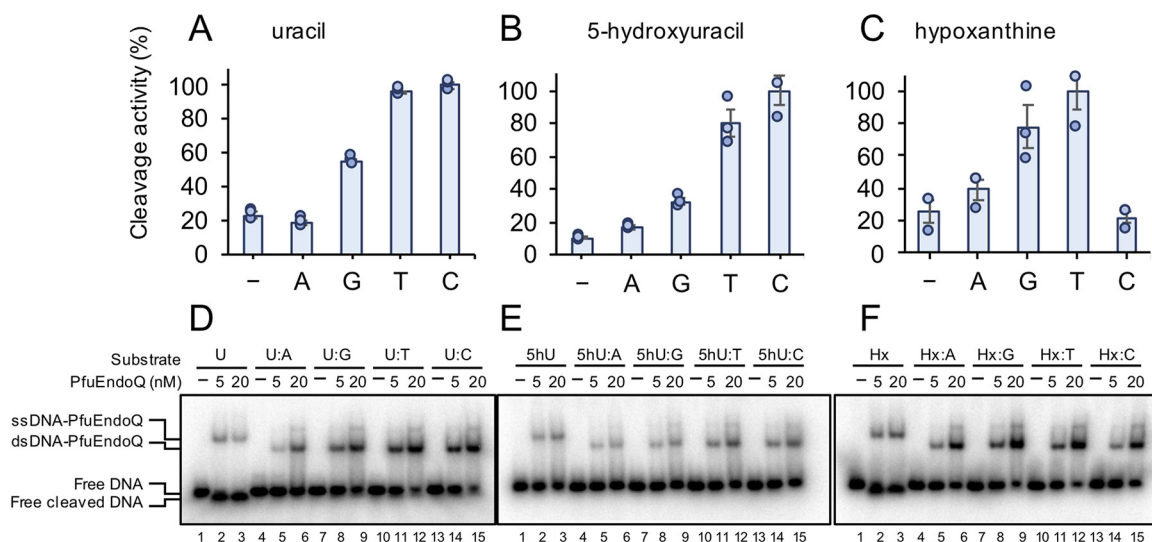 A uracil
B 5-hydroxyuracil
C hypoxanthine
Cleavage activity (%)
100
80
60
40
20
0
– A G T C
100
80
60
40
20
0
– A G T C
100
80
60
40
20
0
– A G T C
D
Substrate U U:A U:G U:T U:C
PfuEndoQ (nM) – 5 20 – 5 20 – 5 20 – 5 20 – 5 20
ssDNA-PfuEndoQ
dsDNA-PfuEndoQ
Free DNA
Free cleaved DNA
1 2 3 4 5 6 7 8 9 10 11 12 13 14 15
E
5hU 5hU:A 5hU:G 5hU:T 5hU:C
– 5 20 – 5 20 – 5 20 – 5 20 – 5 20
1 2 3 4 5 6 7 8 9 10 11 12 13 14 15
F
Hx Hx:A Hx:G Hx:T Hx:C
– 5 20 – 5 20 – 5 20 – 5 20 – 5 20
1 2 3 4 5 6 7 8 9 10 11 12 13 14 15